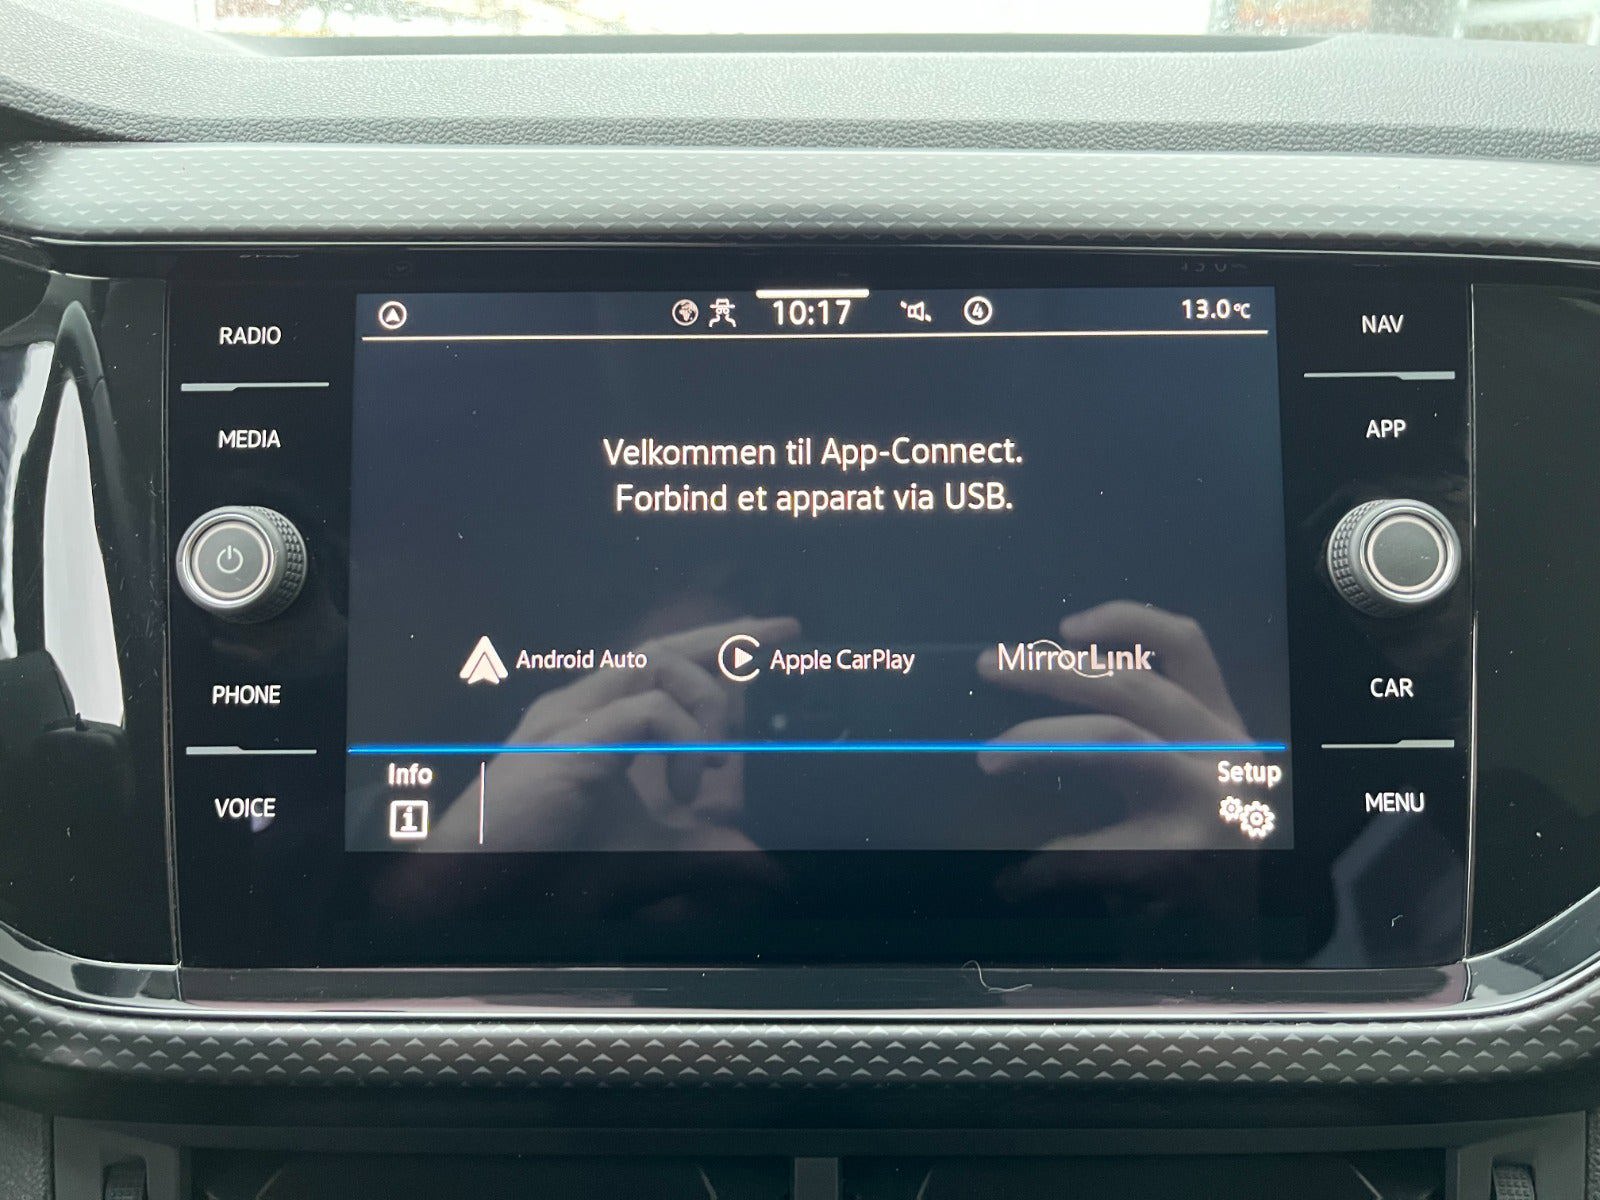 RADIO
MEDIA
PHONE
VOICE
10:17
4
13.0°C
Velkommen til App-Connect.
Forbind et apparat via USB.
Android Auto
Apple CarPlay
MirrorLink
Info
i
Setup
NAV
APP
CAR
MENU